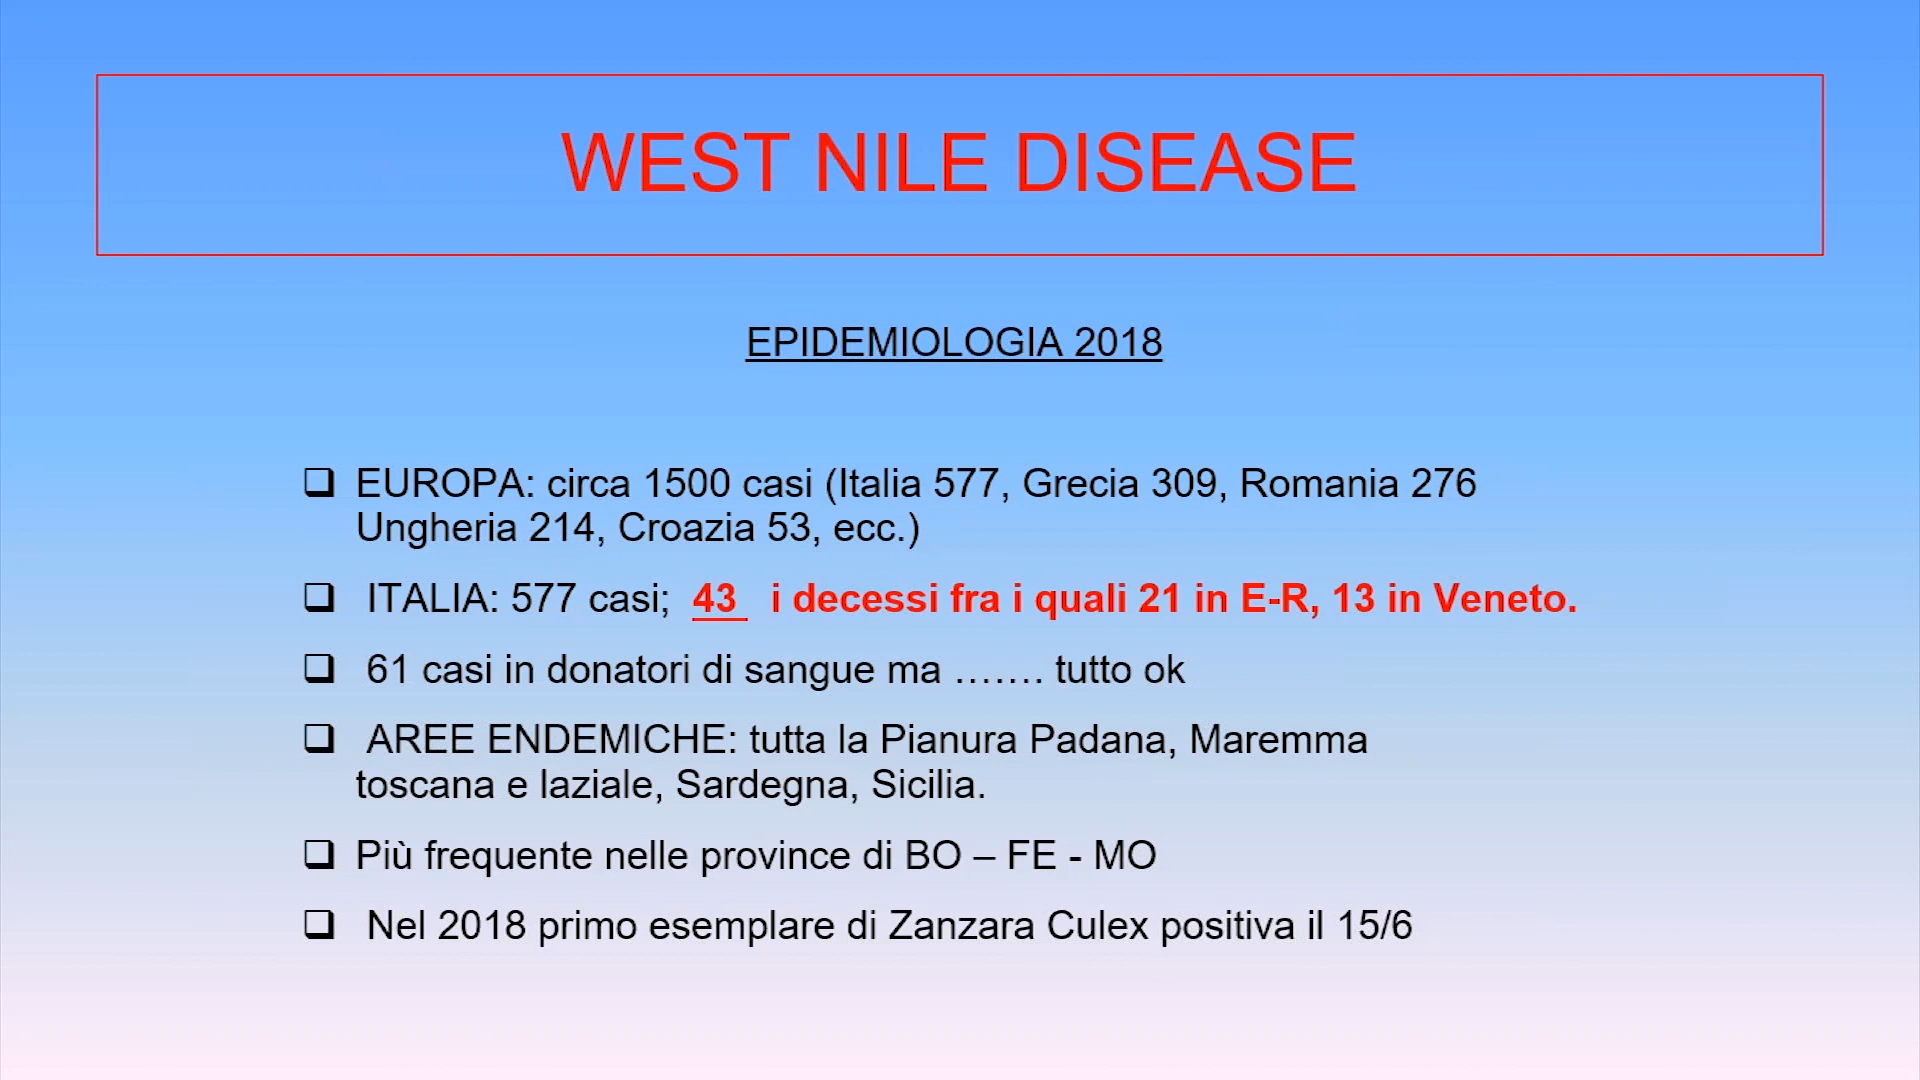 WEST NILE DISEASE
EPIDEMIOLOGIA 2018
❑ EUROPA: circa 1500 casi (Italia 577, Grecia 309, Romania 276
Ungheria 214, Croazia 53, ecc.)
❑ ITALIA: 577 casi; 43 i decessi fra i quali 21 in E-R, 13 in Veneto.
❑ 61 casi in donatori di sangue ma ....... tutto ok
❑ AREE ENDEMICHE: tutta la Pianura Padana, Maremma
toscana e laziale, Sardegna, Sicilia.
❑ Più frequente nelle province di BO – FE - MO
❑ Nel 2018 primo esemplare di Zanzara Culex positiva il 15/6